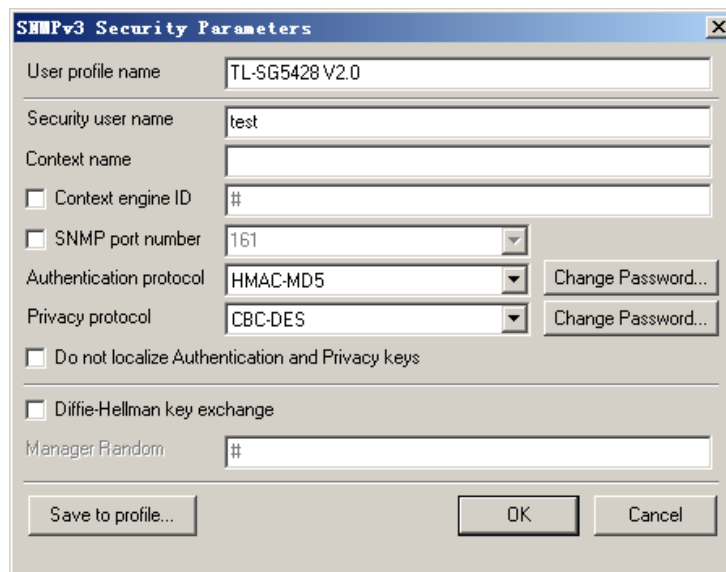 SNMPv3 Security Parameters
User profile name TL-SG5428 V2.0
Security user name test
Context name
Context engine ID #
SNMP port number 161
Authentication protocol HMAC-MD5 Change Password...
Privacy protocol CBC-DES Change Password...
Do not localize Authentication and Privacy keys
Diffie-Hellman key exchange
Manager Random #
Save to profile... OK Cancel